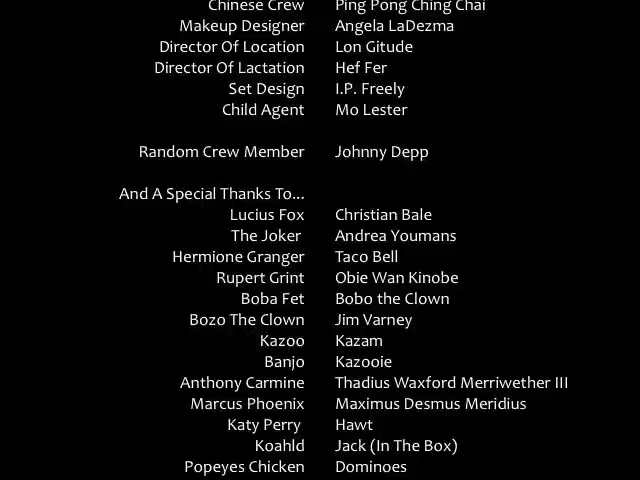 Chinese Crew Ping Pong Ching Chai
Makeup Designer Angela LaDezma
Director Of Location Lon Gitude
Director Of Lactation Hef Fer
Set Design I.P. Freely
Child Agent Mo Lester
Random Crew Member Johnny Depp
And A Special Thanks To...
Lucius Fox Christian Bale
The Joker Andrea Youmans
Hermione Granger Taco Bell
Rupert Grint Obie Wan Kinobe
Boba Fet Bobo the Clown
Bozo The Clown Jim Varney
Kazoo Kazam
Banjo Kazooie
Anthony Carmine Thadius Waxford Merriwether III
Marcus Phoenix Maximus Desmus Meridius
Katy Perry Hawt
Koahld Jack (In The Box)
Popeyes Chicken Dominoes